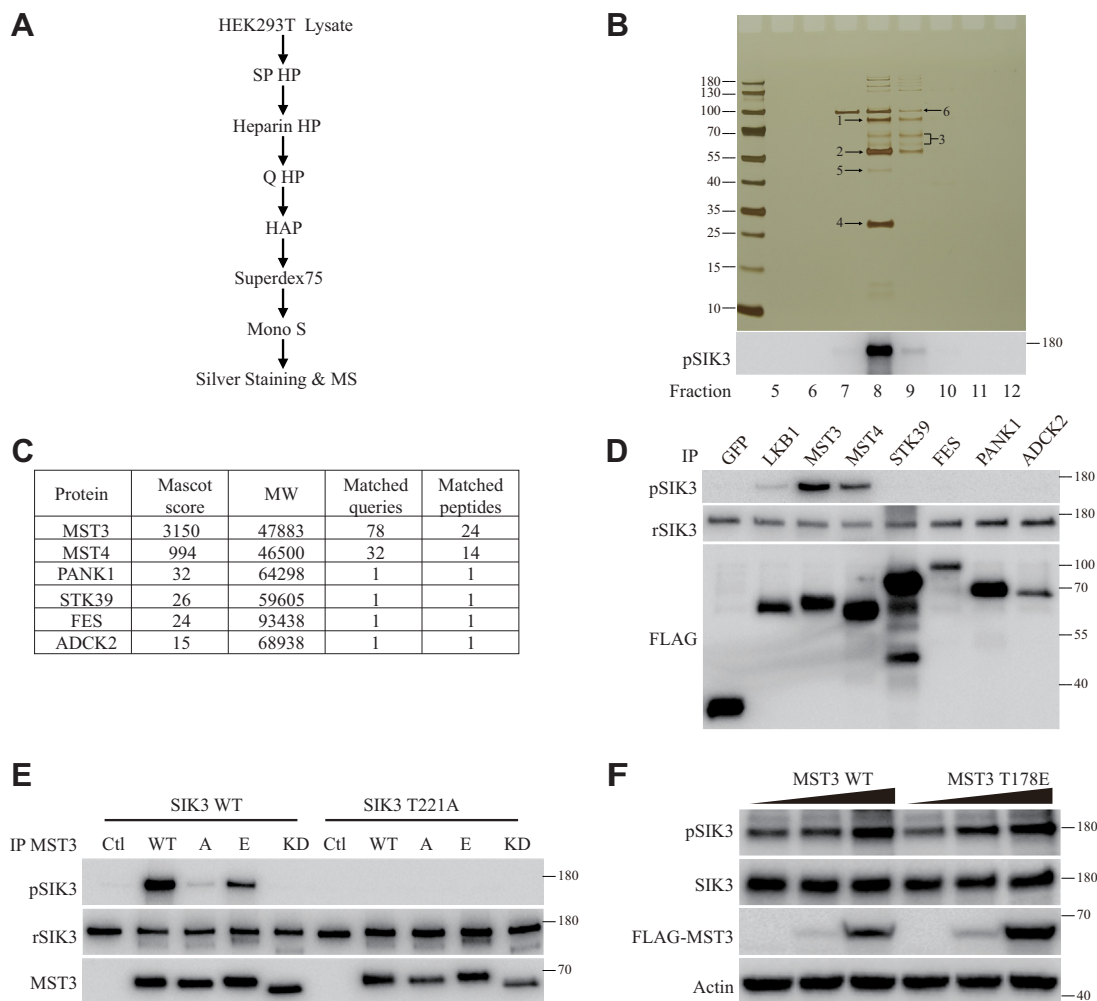 A
HEK293T Lysate
SP HP
Heparin HP
Q HP
HAP
Superdex75
Mono S
Silver Staining & MS
B
180
130
100
70
55
40
35
25
15
10
1
2
5
4
6
3
pSIK3
180
Fraction 5 6 7 8 9 10 11 12
C
Protein Mascot score MW Matched queries Matched peptides
MST3 3150 47883 78 24
MST4 994 46500 32 14
PANK1 32 64298 1 1
STK39 26 59605 1 1
FES 24 93438 1 1
ADCK2 15 68938 1 1
D
IP GFP LKB1 MST3 MST4 STK39 FES PANK1 ADCK2
pSIK3 180
rSIK3 180
FLAG
100
70
55
40
E
SIK3 WT SIK3 T221A
IP MST3 Ctl WT A E KD Ctl WT A E KD
pSIK3 180
rSIK3 180
MST3 70
F
MST3 WT MST3 T178E
pSIK3 180
SIK3 180
FLAG-MST3 70
Actin 40